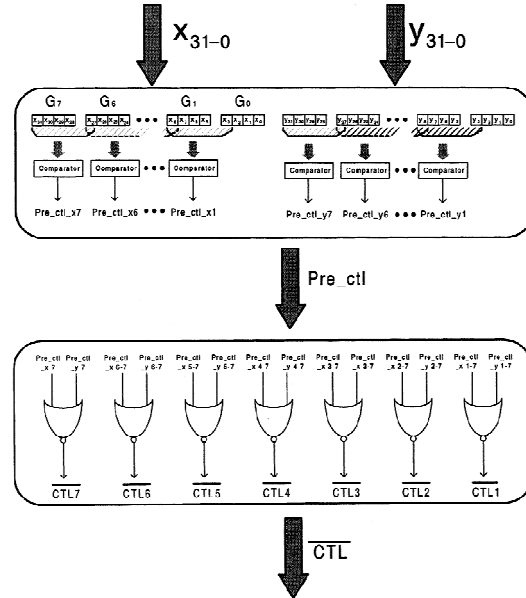 X31-0 y31-0
G7 G6 G1 G0
Comparator Comparator Comparator Comparator Comparator Comparator
Pre_ctl_x7 Pre_ctl_x6 Pre_ctl_x1 Pre_ctl_y7 Pre_ctl_y6 Pre_ctl_y1
Pre_ctl
Pre_ctl Pre_ctl Pre_ctl Pre_ctl Pre_ctl Pre_ctl Pre_ctl Pre_ctl Pre_ctl Pre_ctl Pre_ctl Pre_ctl Pre_ctl Pre_ctl
_x 7 _y 7 _x 6-7 _y 6-7 _x 5-7 _y 5-7 _x 4-7 _y 4-7 _x 3-7 _x 3-7 _x 2-7 _y 2-7 _x 1-7 _y 1-7
CTL7 CTL6 CTL5 CTL4 CTL3 CTL2 CTL1
CTL